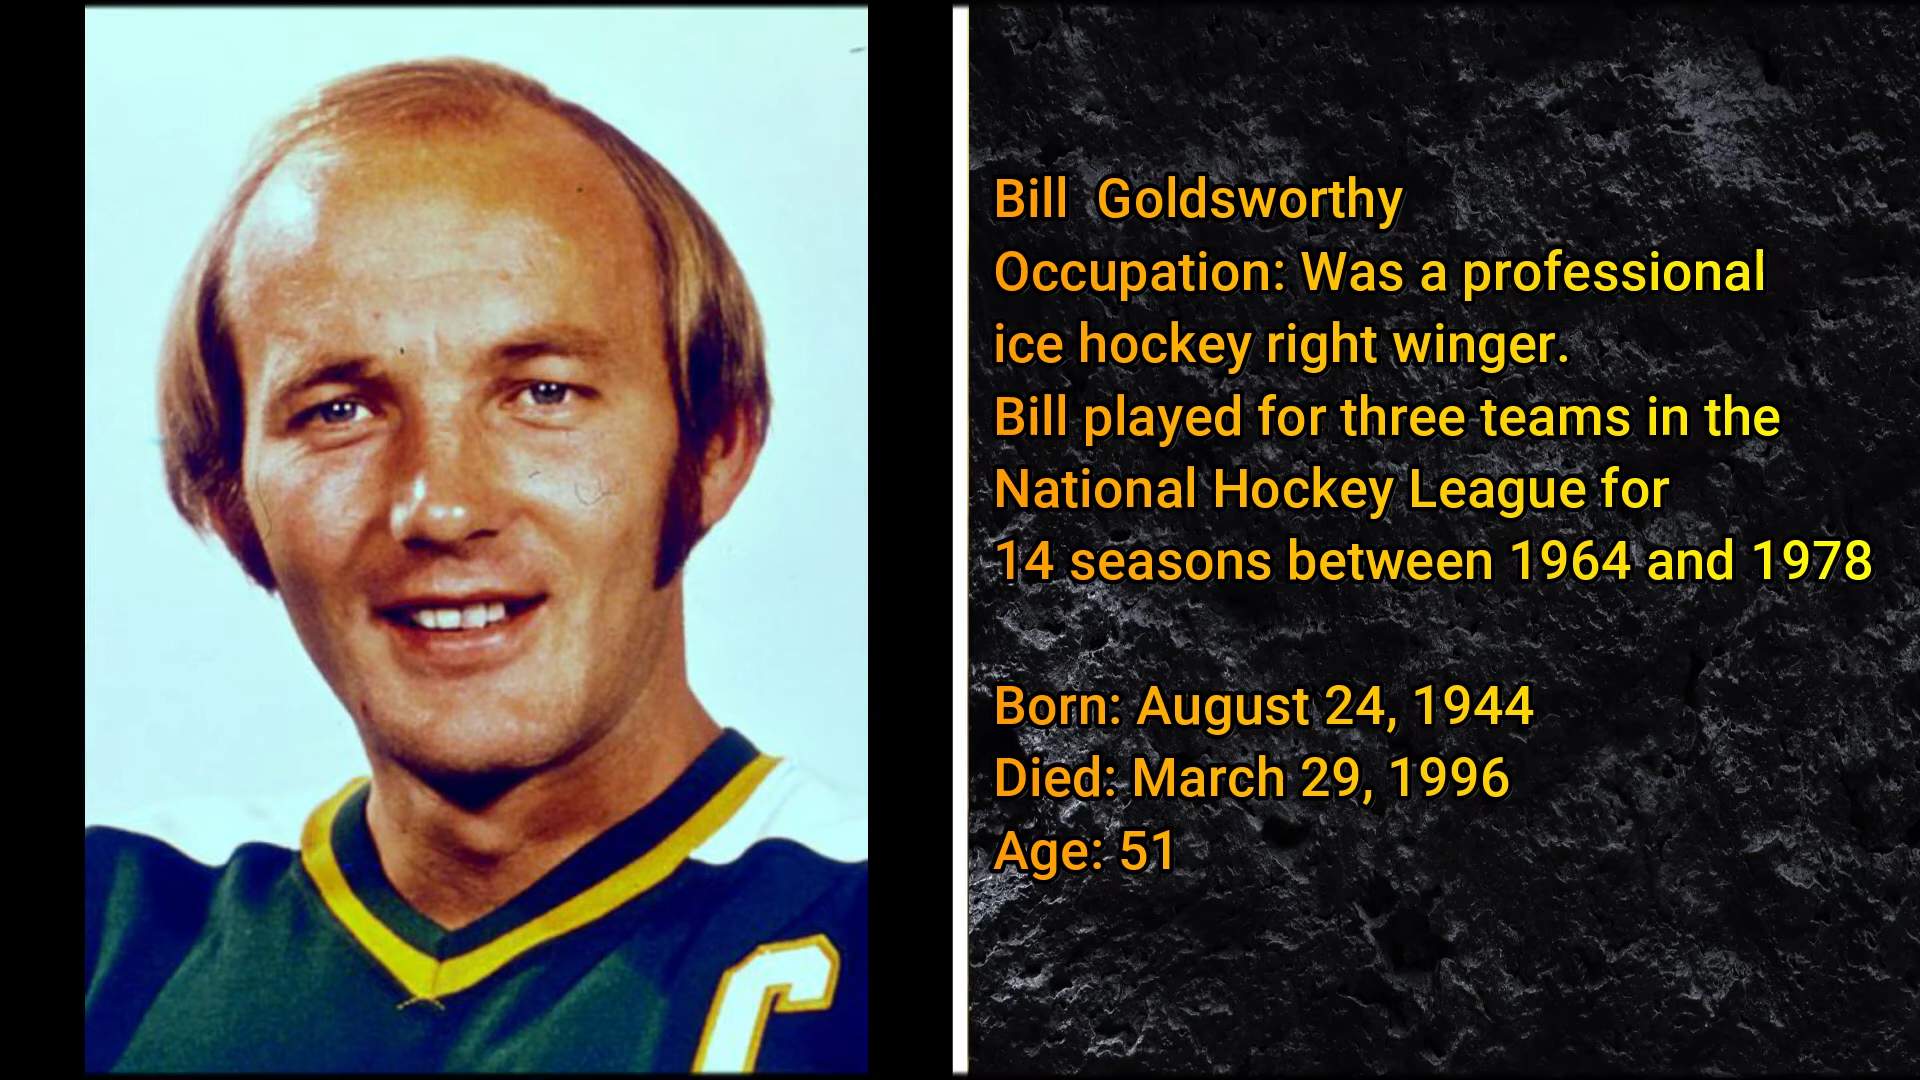 Bill  Goldsworthy
Occupation: Was a professional
ice hockey right winger.
Bill played for three teams in the
National Hockey League for
14 seasons between 1964 and 1978
Born: August 24, 1944
Died: March 29, 1996
Age: 51
C